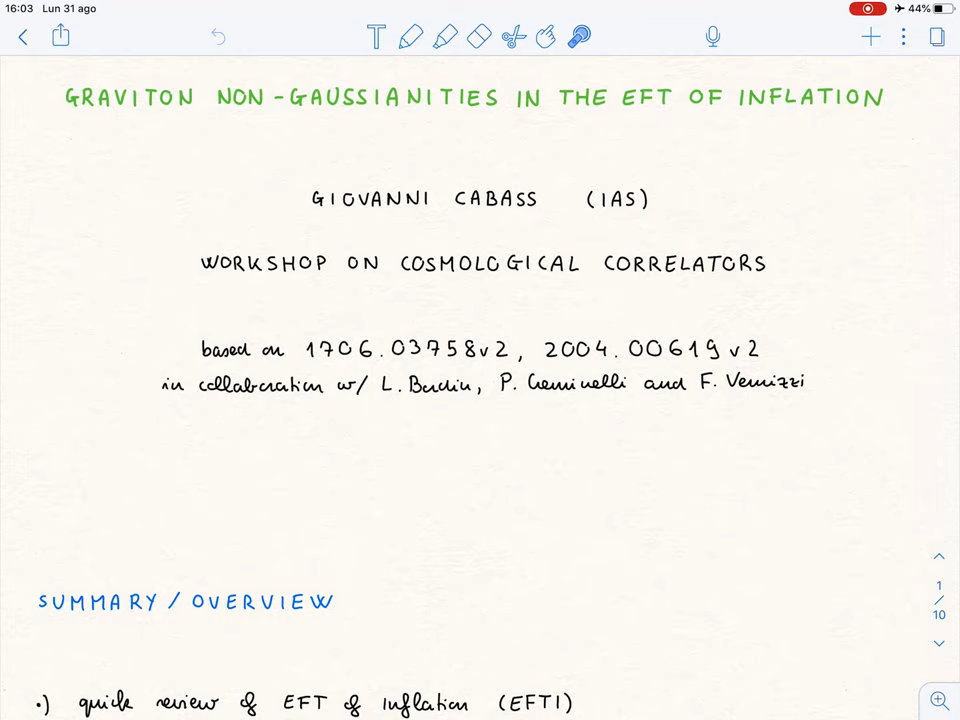 16:03 Lun 31 ago 44%
GRAVITON NON-GAUSSIANITIES IN THE EFT OF INFLATION
GIOVANNI CABASS (IAS)
WORKSHOP ON COSMOLOGICAL CORRELATORS
based on 1706.03758v2, 2004.00619v2
in collaboration w/ L. Bordin, P. Creminelli and F. Vernizzi
SUMMARY / OVERVIEW
1
/
10
·) quick review of EFT of inflation (EFTI)